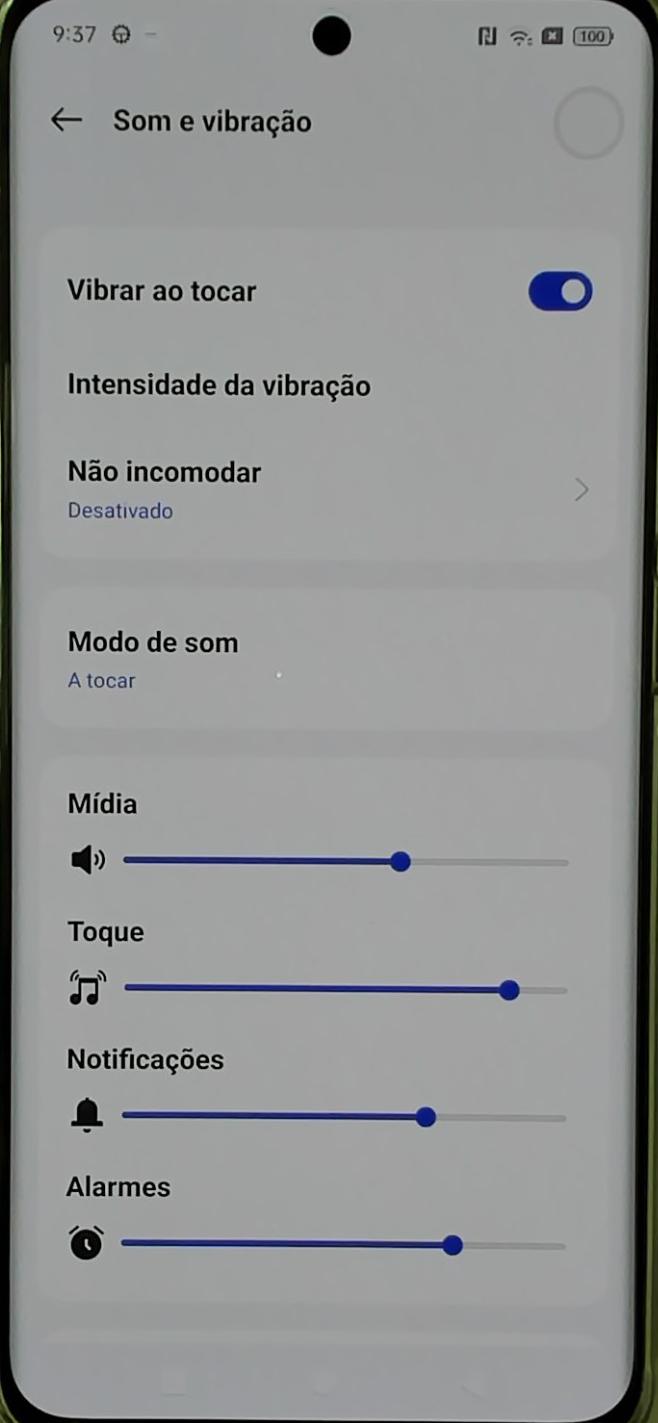 9:37
100
Som e vibração
Vibrar ao tocar
Intensidade da vibração
Não incomodar
Desativado
Modo de som
A tocar
Mídia
Toque
Notificações
Alarmes